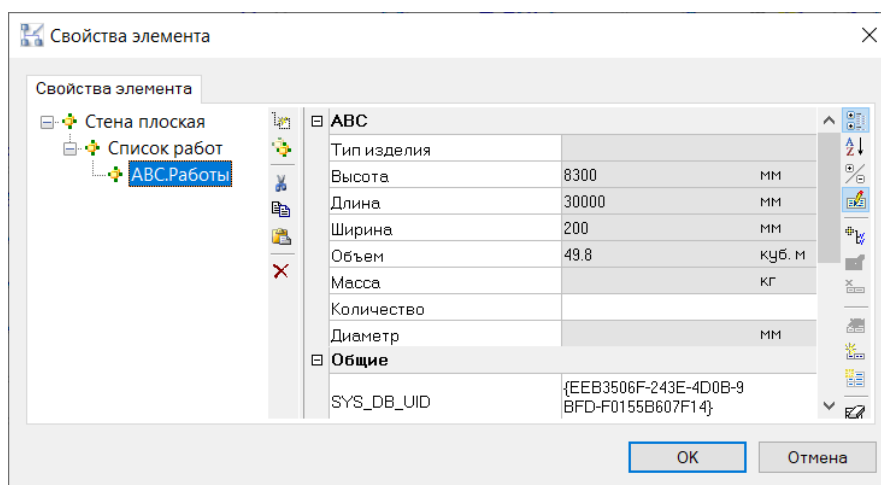 Свойства элемента
Свойства элемента
Стена плоская
Список работ
АВС.Работы
АВС
Тип изделия
Высота 8300 мм
Длина 30000 мм
Ширина 200 мм
Объем 49.8 куб. м
Масса кг
Количество
Диаметр мм
Общие
SYS_DB_UID {EEB3506F-243E-4D0B-9
BFD-F0155B607F14}
OK Отмена